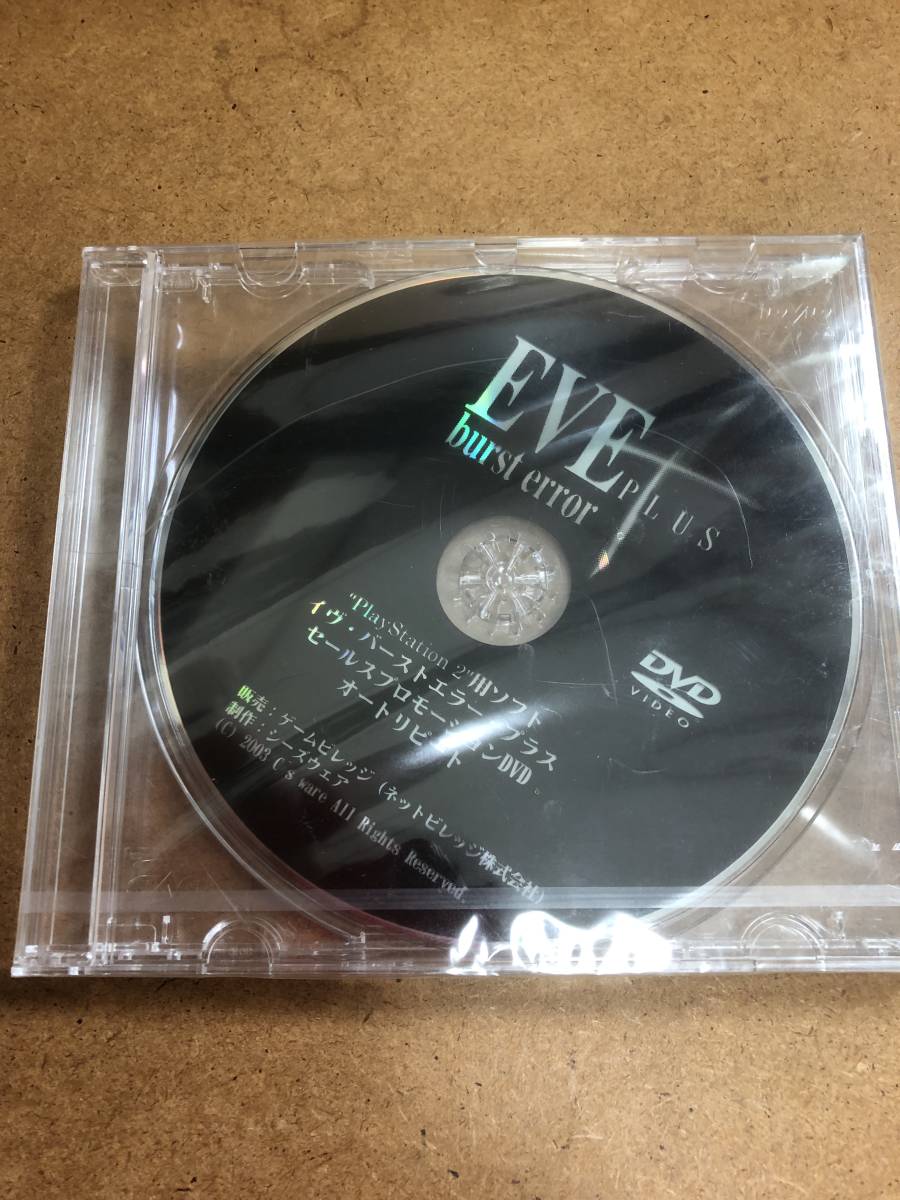 EVE
burst error
PLUS
"PlayStation 2"用ソフト
イヴ・バーストエラー プラス
セールスプロモーションDVD
オートリピート
DVD
VIDEO
販売：ゲームビレッジ (ネットビレッジ株式会社)
制作：シーズウェア
(C) 2003 C's ware All Rights Reserved.